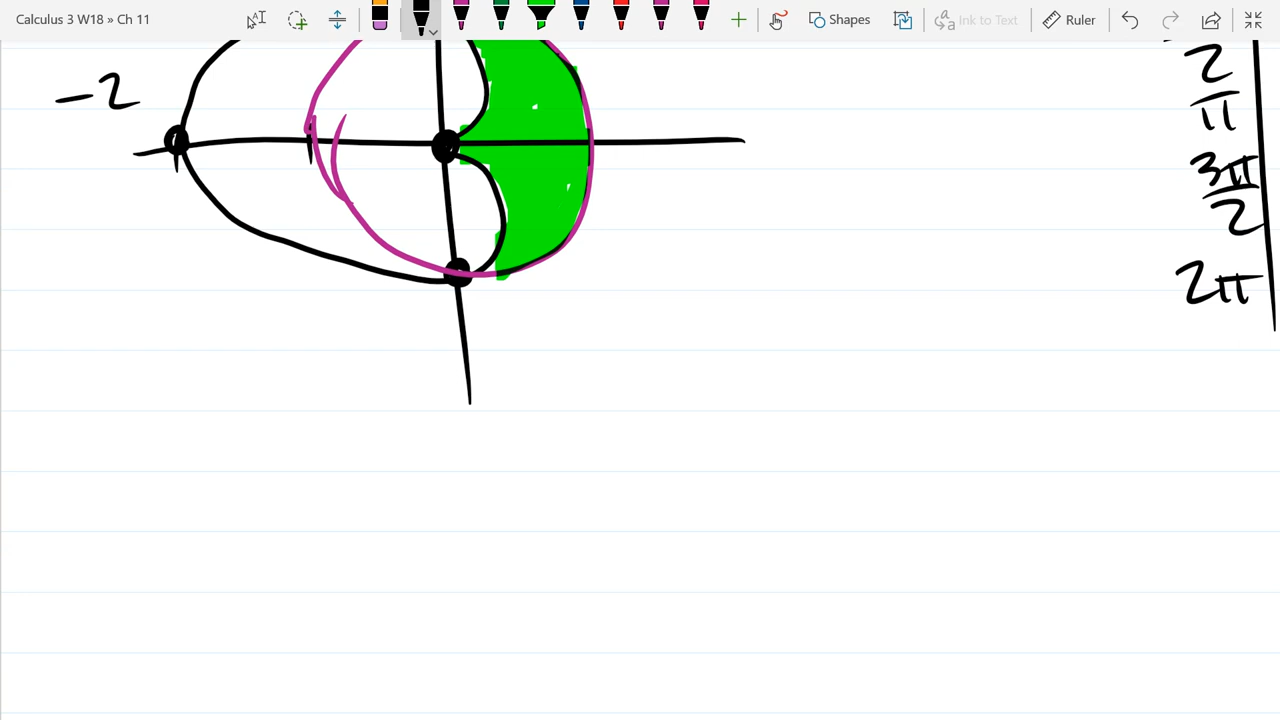 Calculus 3 W18 » Ch 11
Shapes
Ink to Text
Ruler
-2
2
π
3π
2
2π